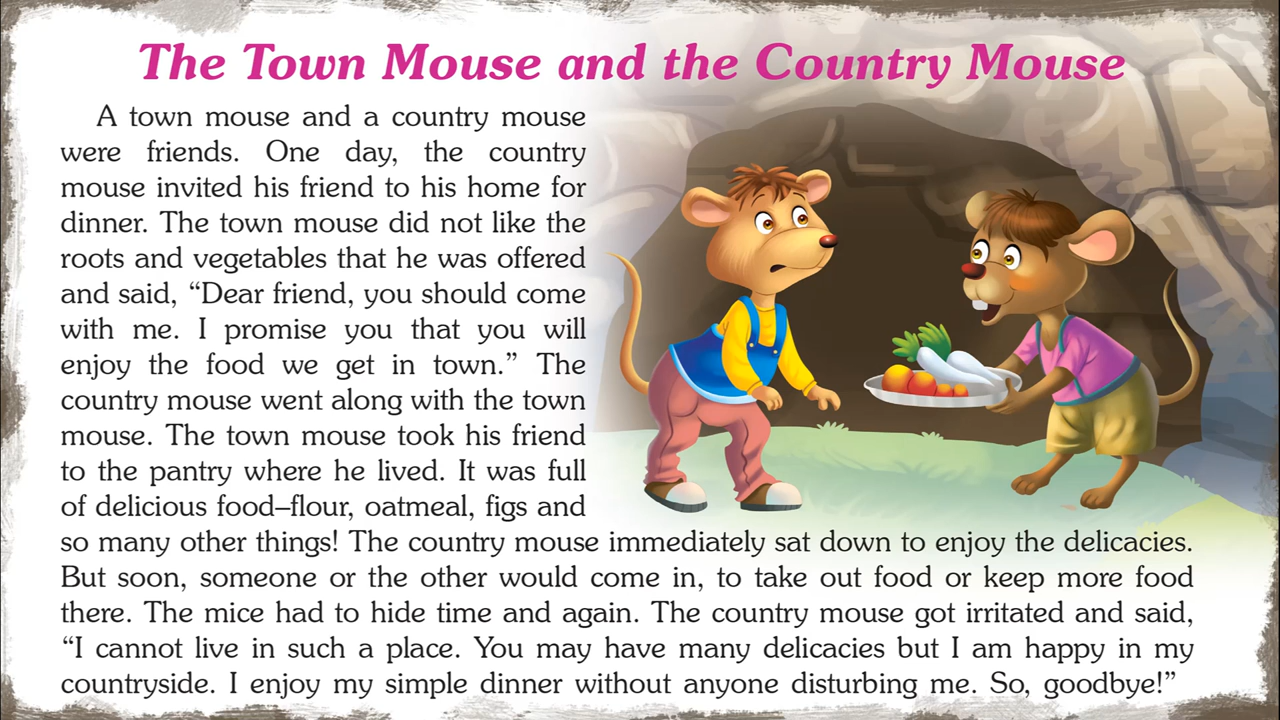 The Town Mouse and the Country Mouse
A town mouse and a country mouse
were friends. One day, the country
mouse invited his friend to his home for
dinner. The town mouse did not like the
roots and vegetables that he was offered
and said, “Dear friend, you should come
with me. I promise you that you will
enjoy the food we get in town.” The
country mouse went along with the town
mouse. The town mouse took his friend
to the pantry where he lived. It was full
of delicious food–flour, oatmeal, figs and
so many other things! The country mouse immediately sat down to enjoy the delicacies.
But soon, someone or the other would come in, to take out food or keep more food
there. The mice had to hide time and again. The country mouse got irritated and said,
“I cannot live in such a place. You may have many delicacies but I am happy in my
countryside. I enjoy my simple dinner without anyone disturbing me. So, goodbye!”